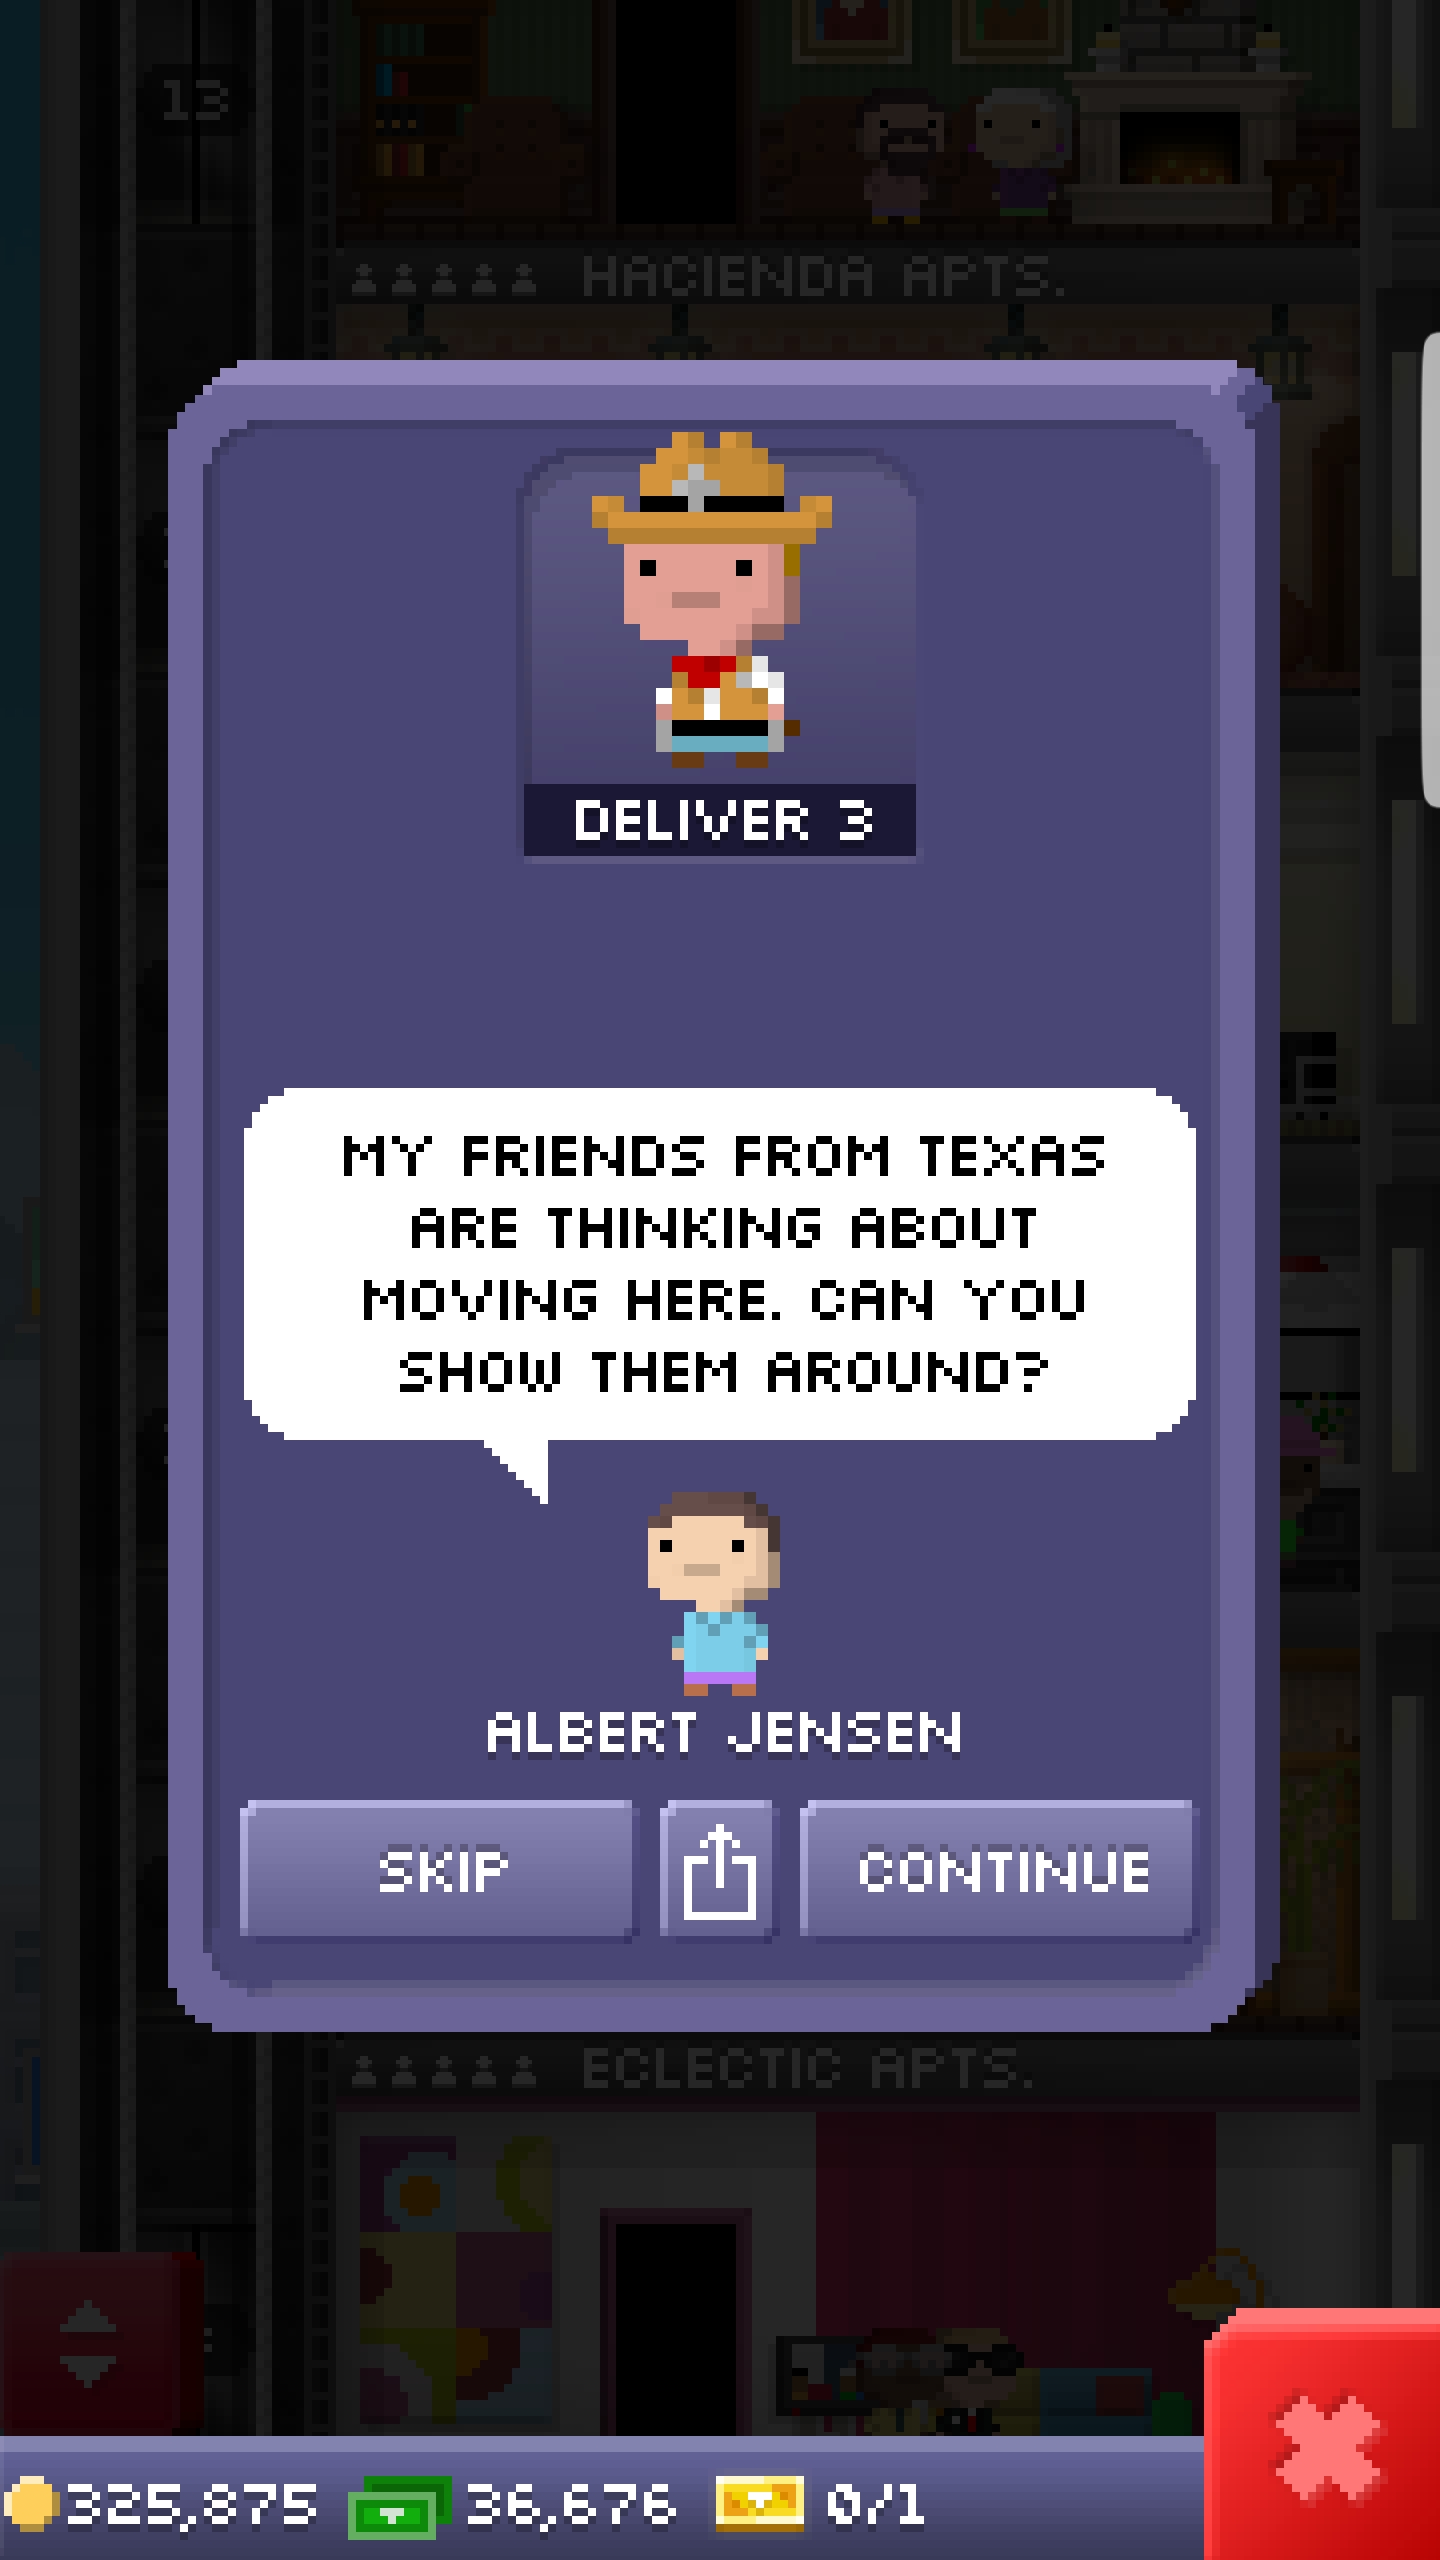 13
HACIENDA APTS.
DELIVER 3
MY FRIENDS FROM TEXAS
ARE THINKING ABOUT
MOVING HERE. CAN YOU
SHOW THEM AROUND?
ALBERT JENSEN
SKIP
CONTINUE
ECLECTIC APTS.
325,875 36,676 0/1